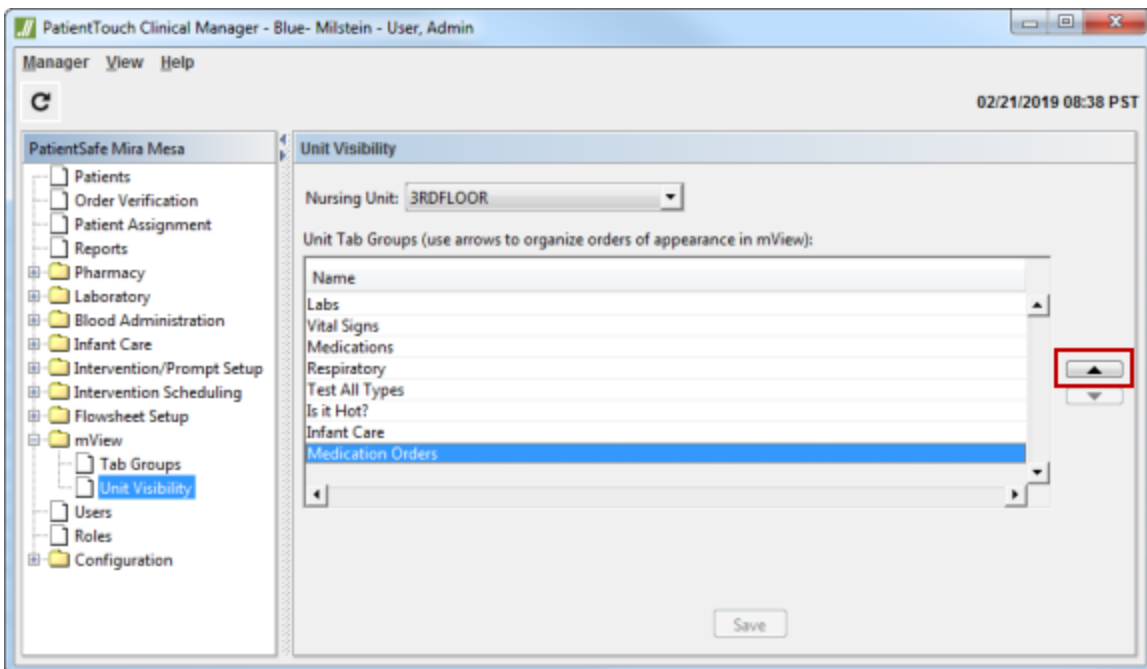 PatientTouch Clinical Manager - Blue- Milstein - User, Admin
Manager View Help
02/21/2019 08:38 PST
PatientSafe Mira Mesa
Patients
Order Verification
Patient Assignment
Reports
Pharmacy
Laboratory
Blood Administration
Infant Care
Intervention/Prompt Setup
Intervention Scheduling
Flowsheet Setup
mView
Tab Groups
Unit Visibility
Users
Roles
Configuration
Unit Visibility
Nursing Unit: 3RDFLOOR
Unit Tab Groups (use arrows to organize orders of appearance in mView):
Name
Labs
Vital Signs
Medications
Respiratory
Test All Types
Is it Hot?
Infant Care
Medication Orders
Save